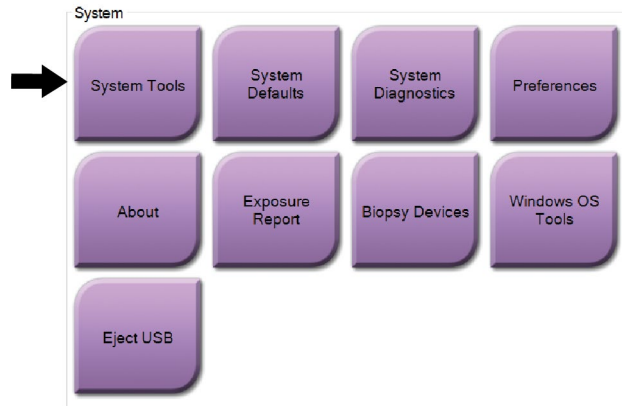 System
System Tools
System
Defaults
System
Diagnostics
Preferences
About
Exposure
Report
Biopsy Devices
Windows OS
Tools
Eject USB